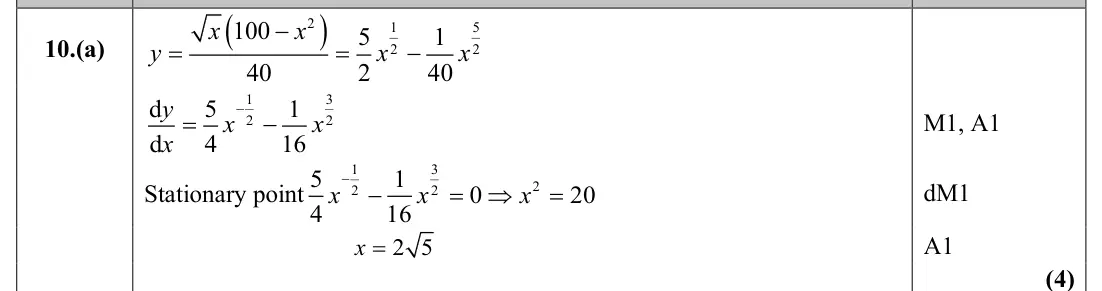 10.(a) y = √x(100 − x²)/40 = 5/2 x^(1/2) − 1/40 x^(5/2)
dy/dx = 5/4 x^(−1/2) − 1/16 x^(3/2) M1, A1
Stationary point 5/4 x^(−1/2) − 1/16 x^(3/2) = 0 ⇒ x² = 20 dM1
x = 2√5 A1
(4)